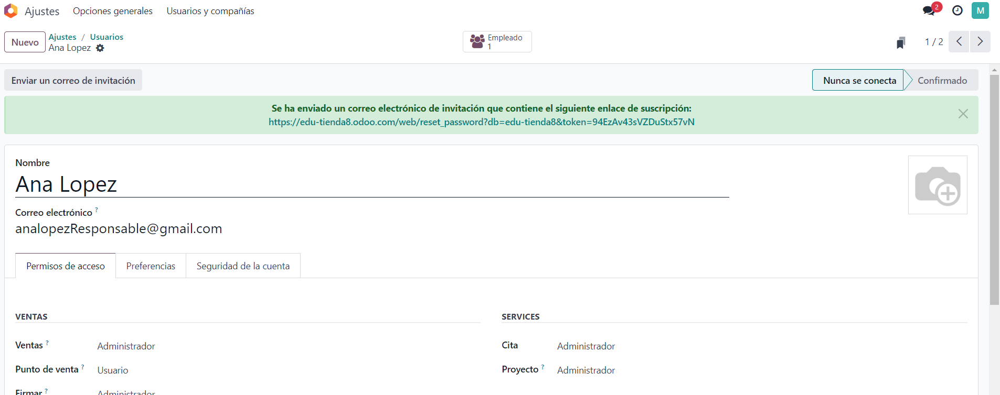 Ajustes Opciones generales Usuarios y compañías 2 M
Nuevo Ajustes / Usuarios
Ana Lopez
Empleado
1
1 / 2
Enviar un correo de invitación Nunca se conecta Confirmado
Se ha enviado un correo electrónico de invitación que contiene el siguiente enlace de suscripción:
https://edu-tienda8.odoo.com/web/reset_password?db=edu-tienda8&token=94EzAv43sVZDuStx57vN
Nombre
Ana Lopez
Correo electrónico ?
analopezResponsable@gmail.com
Permisos de acceso Preferencias Seguridad de la cuenta
VENTAS
Ventas ? Administrador
Punto de venta ? Usuario
Firmar ? Administrador
SERVICES
Cita Administrador
Proyecto ? Administrador